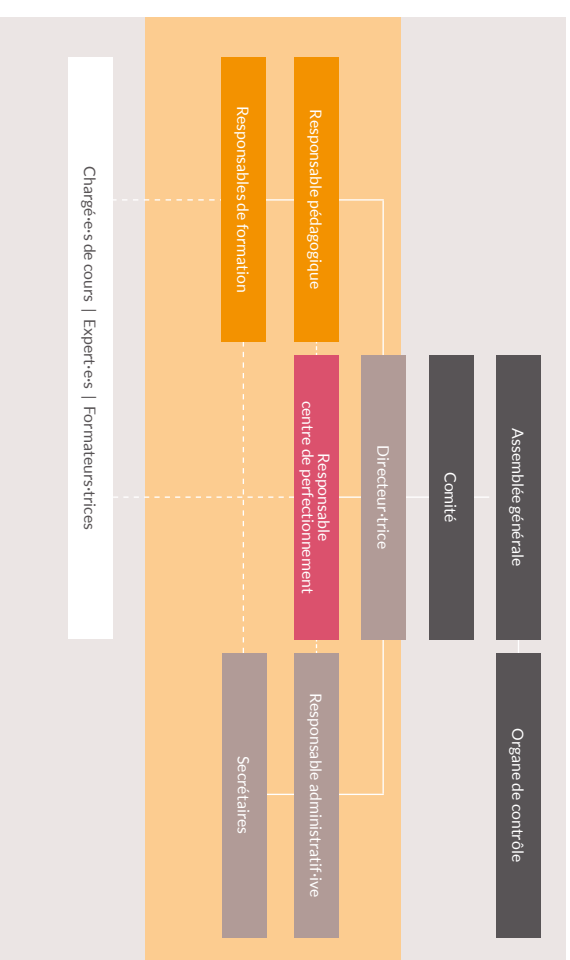 Assemblée générale
Organe de contrôle
Comité
Directeur·trice
Responsable pédagogique
Responsable
centre de perfectionnement
Responsable administratif·ive
Responsables de formation
Secrétaires
Chargé·e·s de cours | Expert·e·s | Formateurs·trices